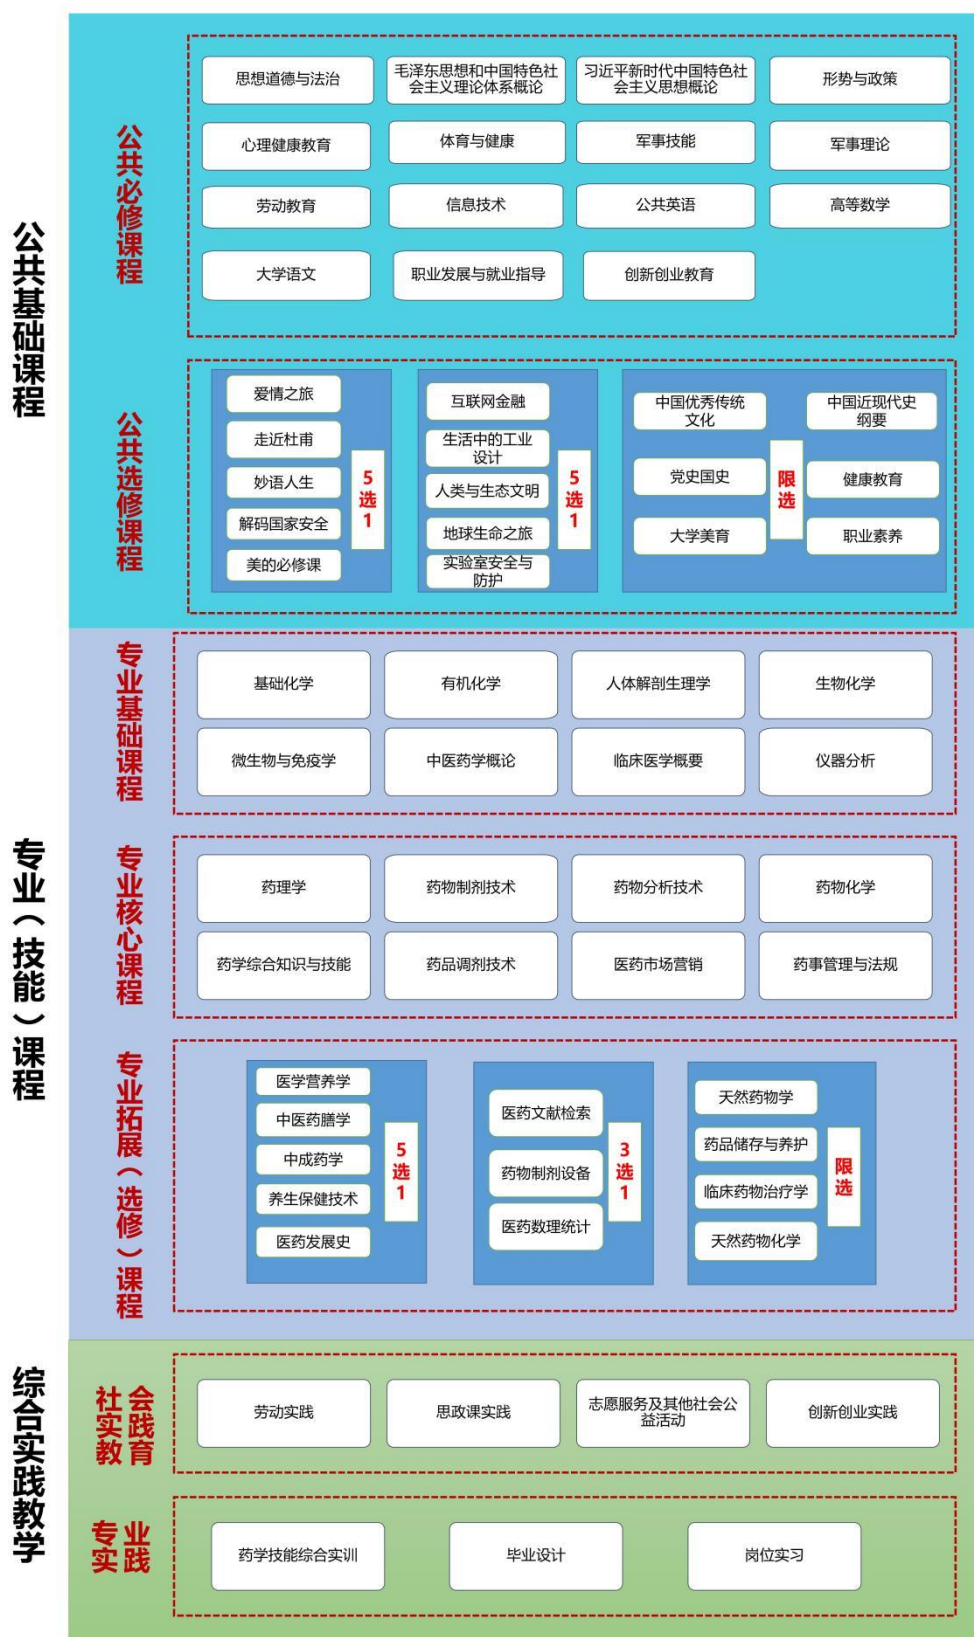 公共基础课程
公共必修课程
思想道德与法治
毛泽东思想和中国特色社
会主义理论体系概论
习近平新时代中国特色社
会主义思想概论
形势与政策
心理健康教育
体育与健康
军事技能
军事理论
劳动教育
信息技术
公共英语
高等数学
大学语文
职业发展与就业指导
创新创业教育
公共选修课程
爱情之旅
走近杜甫
妙语人生
解码国家安全
美的必修课
5选1
互联网金融
生活中的工业
设计
人类与生态文明
地球生命之旅
实验室安全与
防护
5选1
中国优秀传统
文化
党史国史
大学美育
限选
中国近现代史
纲要
健康教育
职业素养
专业（技能）课程
专业基础课程
基础化学
有机化学
人体解剖生理学
生物化学
微生物与免疫学
中医药学概论
临床医学概要
仪器分析
专业核心课程
药理学
药物制剂技术
药物分析技术
药物化学
药学综合知识与技能
药品调剂技术
医药市场营销
药事管理与法规
专业拓展（选修）课程
医学营养学
中医药膳学
中成药学
养生保健技术
医药发展史
5选1
医药文献检索
药物制剂设备
医药数理统计
3选1
天然药物学
药品储存与养护
临床药物治疗学
天然药物化学
限选
综合实践教学
社会
实践
教育
劳动实践
思政课实践
志愿服务及其他社会公
益活动
创新创业实践
专业
实践
药学技能综合实训
毕业设计
岗位实习